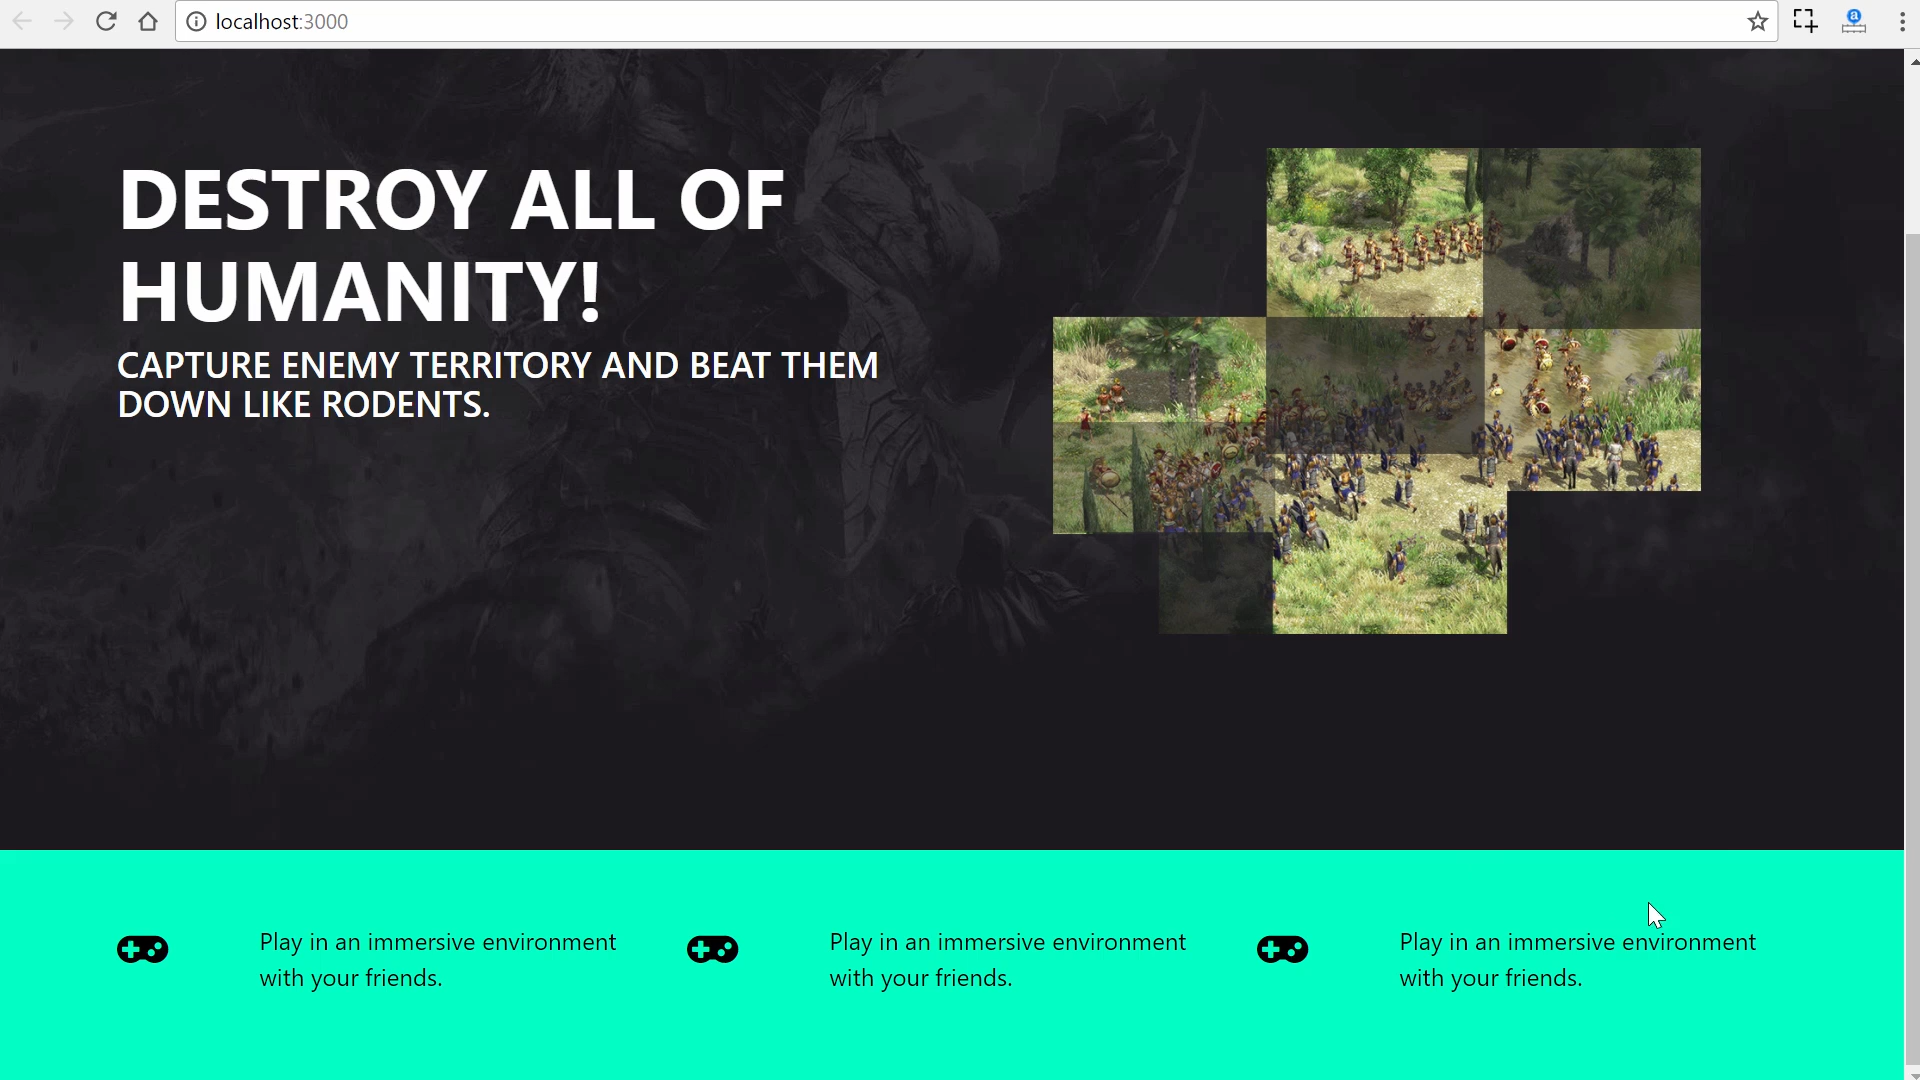 localhost:3000
DESTROY ALL OF
HUMANITY!
CAPTURE ENEMY TERRITORY AND BEAT THEM
DOWN LIKE RODENTS.
Play in an immersive environment
with your friends.
Play in an immersive environment
with your friends.
Play in an immersive environment
with your friends.